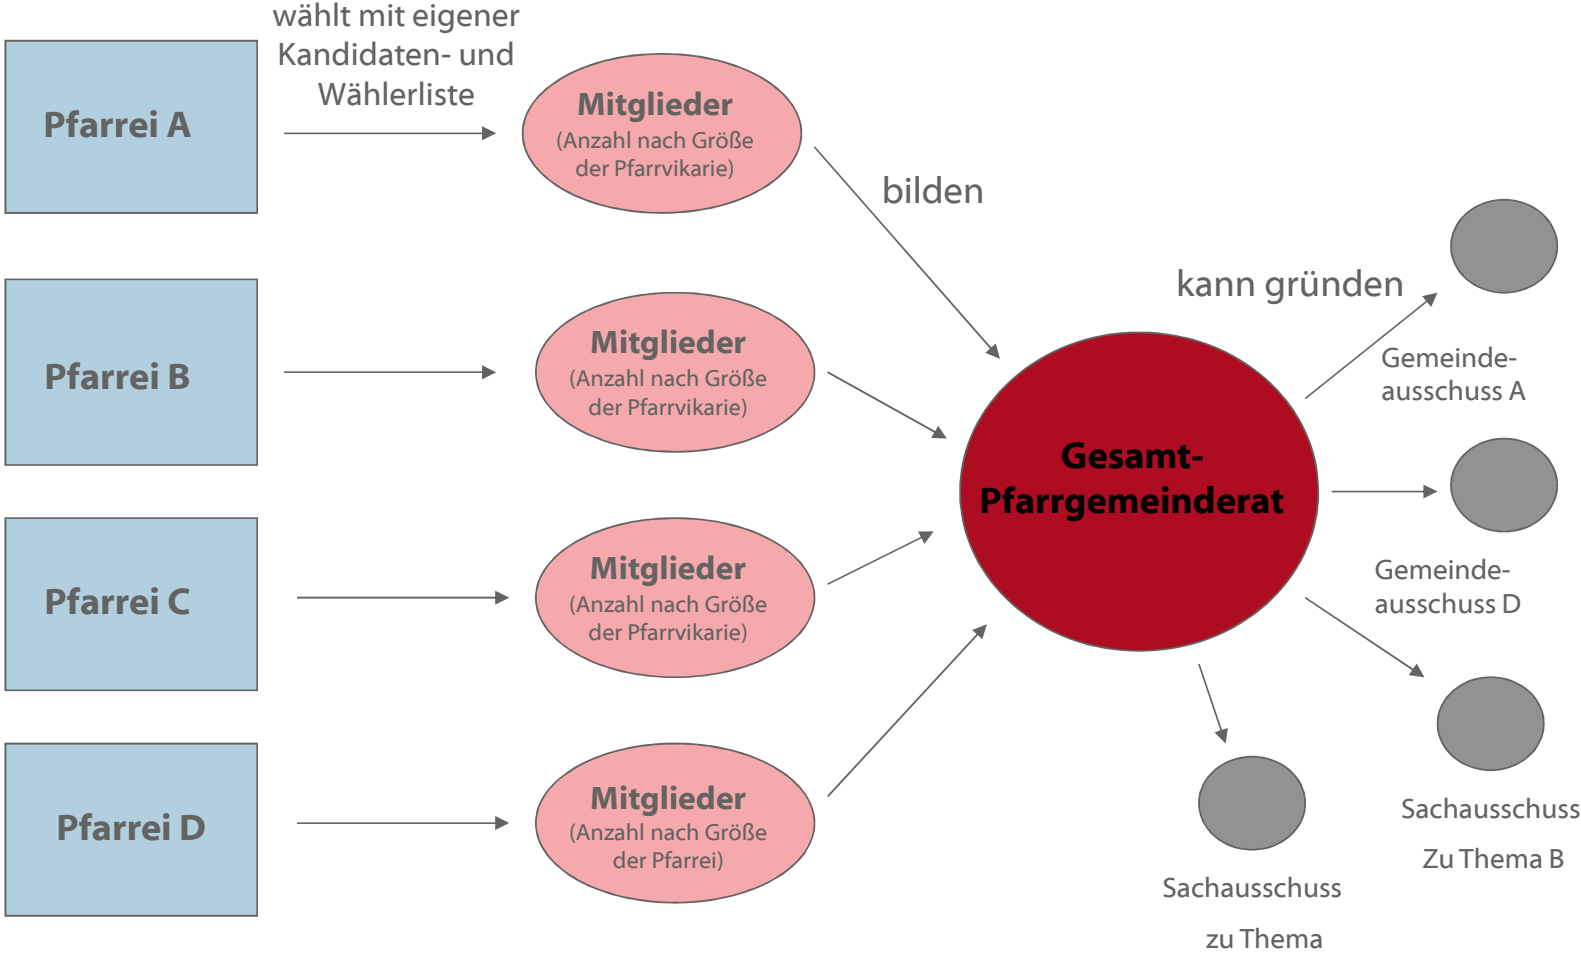 wählt mit eigener
Kandidaten- und
Wählerliste
Pfarrei A
Mitglieder
(Anzahl nach Größe
der Pfarrvikarie)
bilden
kann gründen
Pfarrei B
Mitglieder
(Anzahl nach Größe
der Pfarrvikarie)
Gemeinde-
ausschuss A
Gesamt-
Pfarrgemeinderat
Pfarrei C
Mitglieder
(Anzahl nach Größe
der Pfarrvikarie)
Gemeinde-
ausschuss D
Pfarrei D
Mitglieder
(Anzahl nach Größe
der Pfarrei)
Sachausschuss
Zu Thema B
Sachausschuss
zu Thema